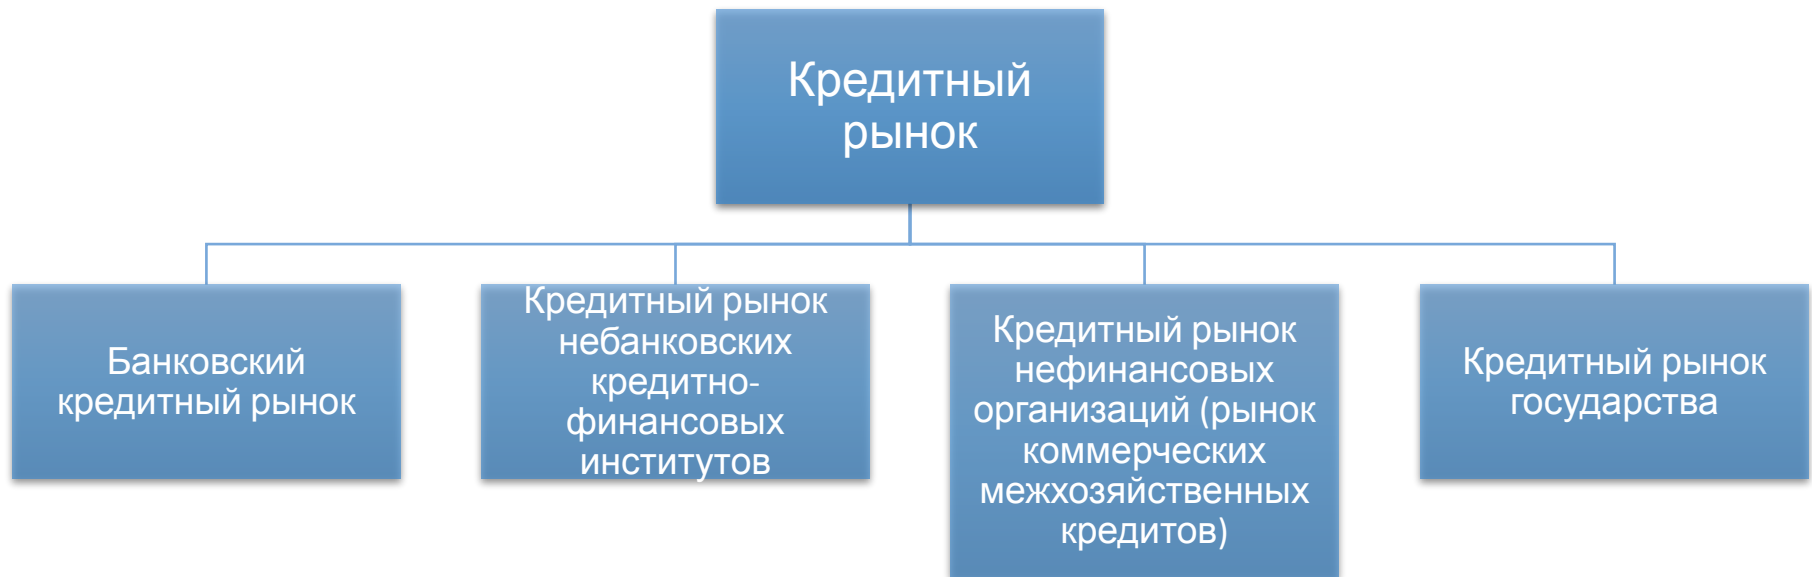 Кредитный
рынок
Банковский
кредитный рынок
Кредитный рынок
небанковских
кредитно-
финансовых
институтов
Кредитный рынок
нефинансовых
организаций (рынок
коммерческих
межхозяйственных
кредитов)
Кредитный рынок
государства